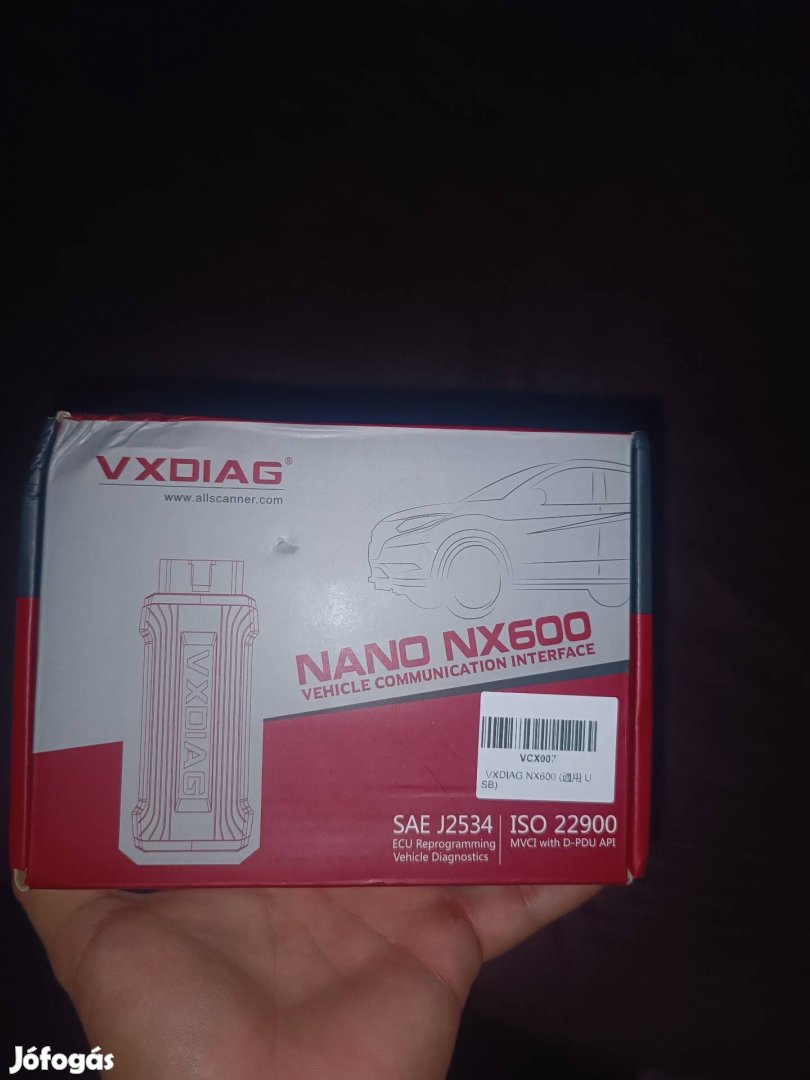 VXDIAG®
www.allscanner.com
VXDIAG
NANO NX600
VEHICLE COMMUNICATION INTERFACE
VCX007
VXDIAG NX600 (通用 U
SB)
SAE J2534
ECU Reprogramming
Vehicle Diagnostics
ISO 22900
MVCI with D-PDU API
Jófogás